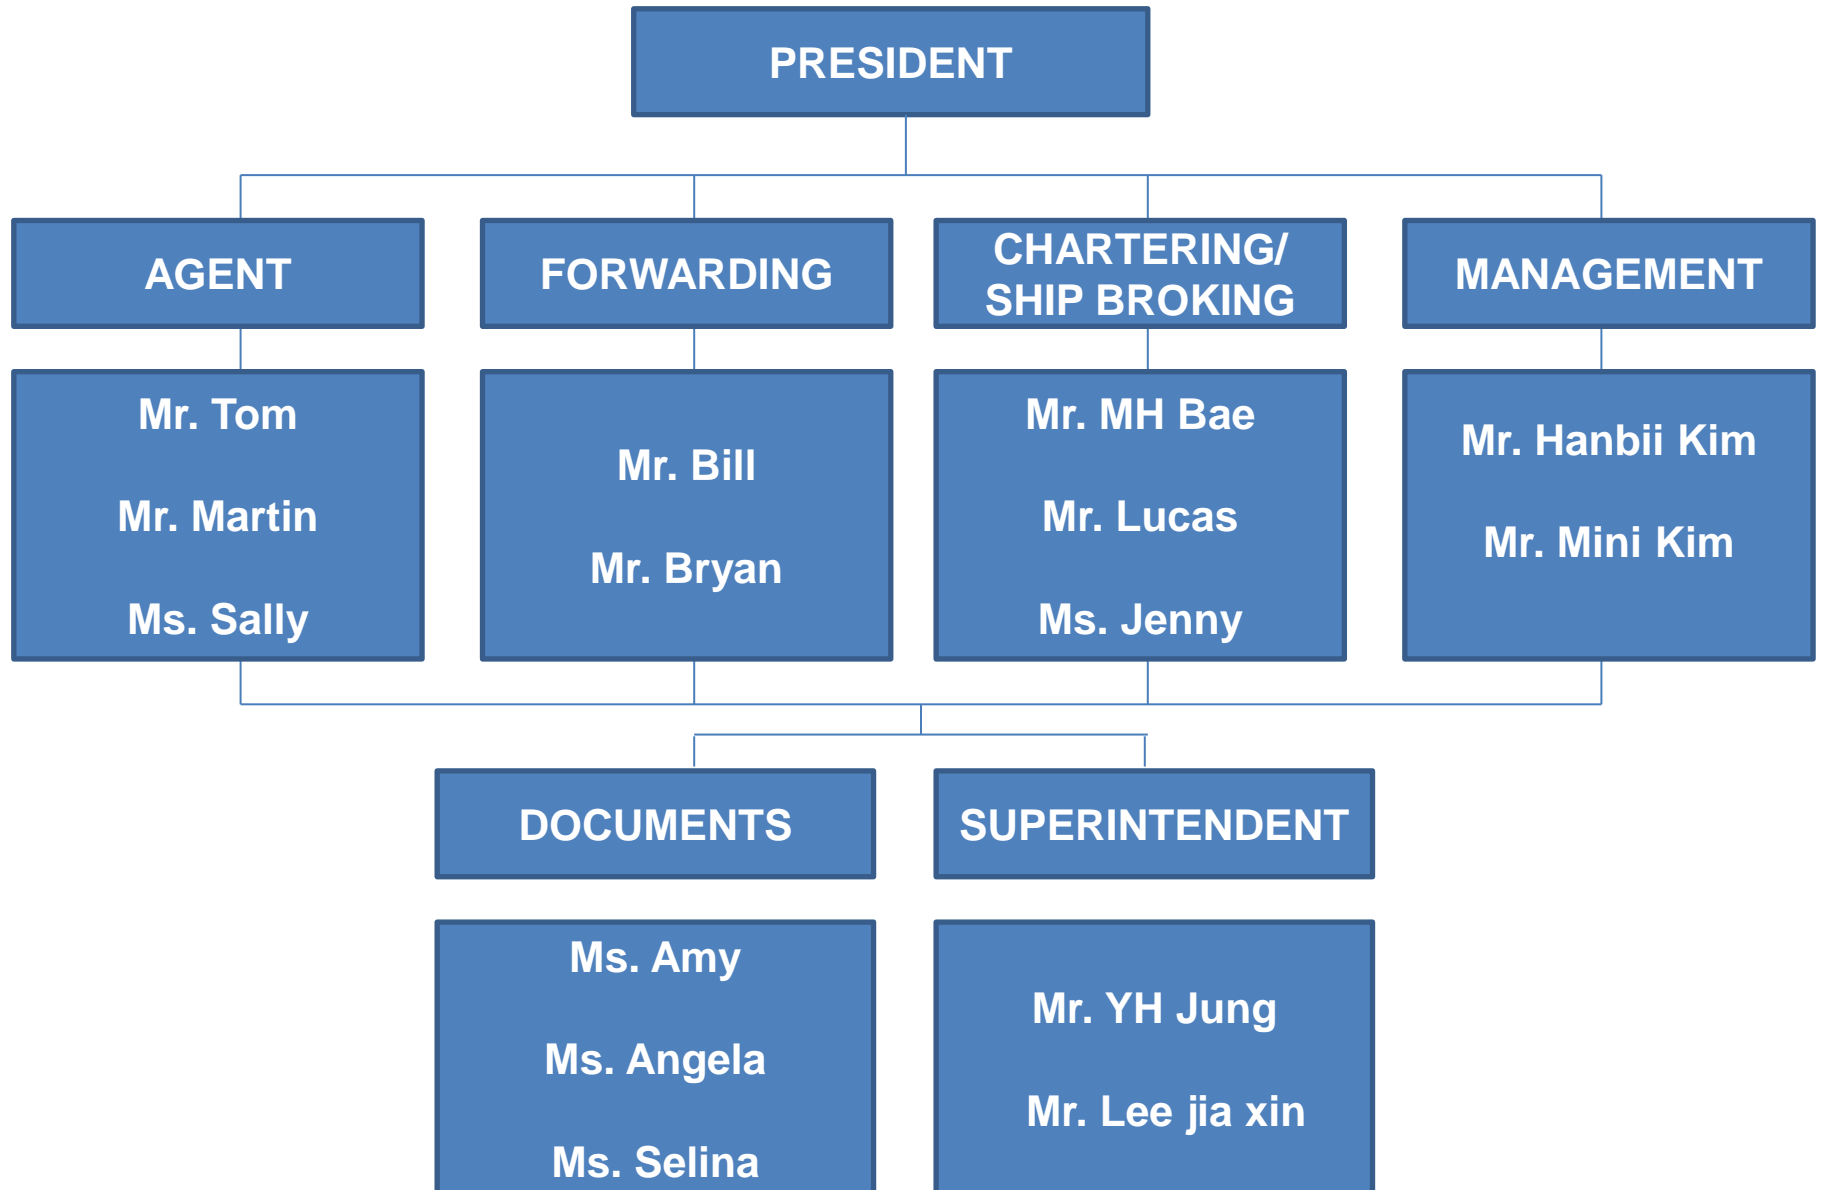 PRESIDENT
AGENT
FORWARDING
CHARTERING/
SHIP BROKING
MANAGEMENT
Mr. Tom
Mr. Martin
Ms. Sally
Mr. Bill
Mr. Bryan
Mr. MH Bae
Mr. Lucas
Ms. Jenny
Mr. Hanbii Kim
Mr. Mini Kim
DOCUMENTS
SUPERINTENDENT
Ms. Amy
Ms. Angela
Ms. Selina
Mr. YH Jung
Mr. Lee jia xin